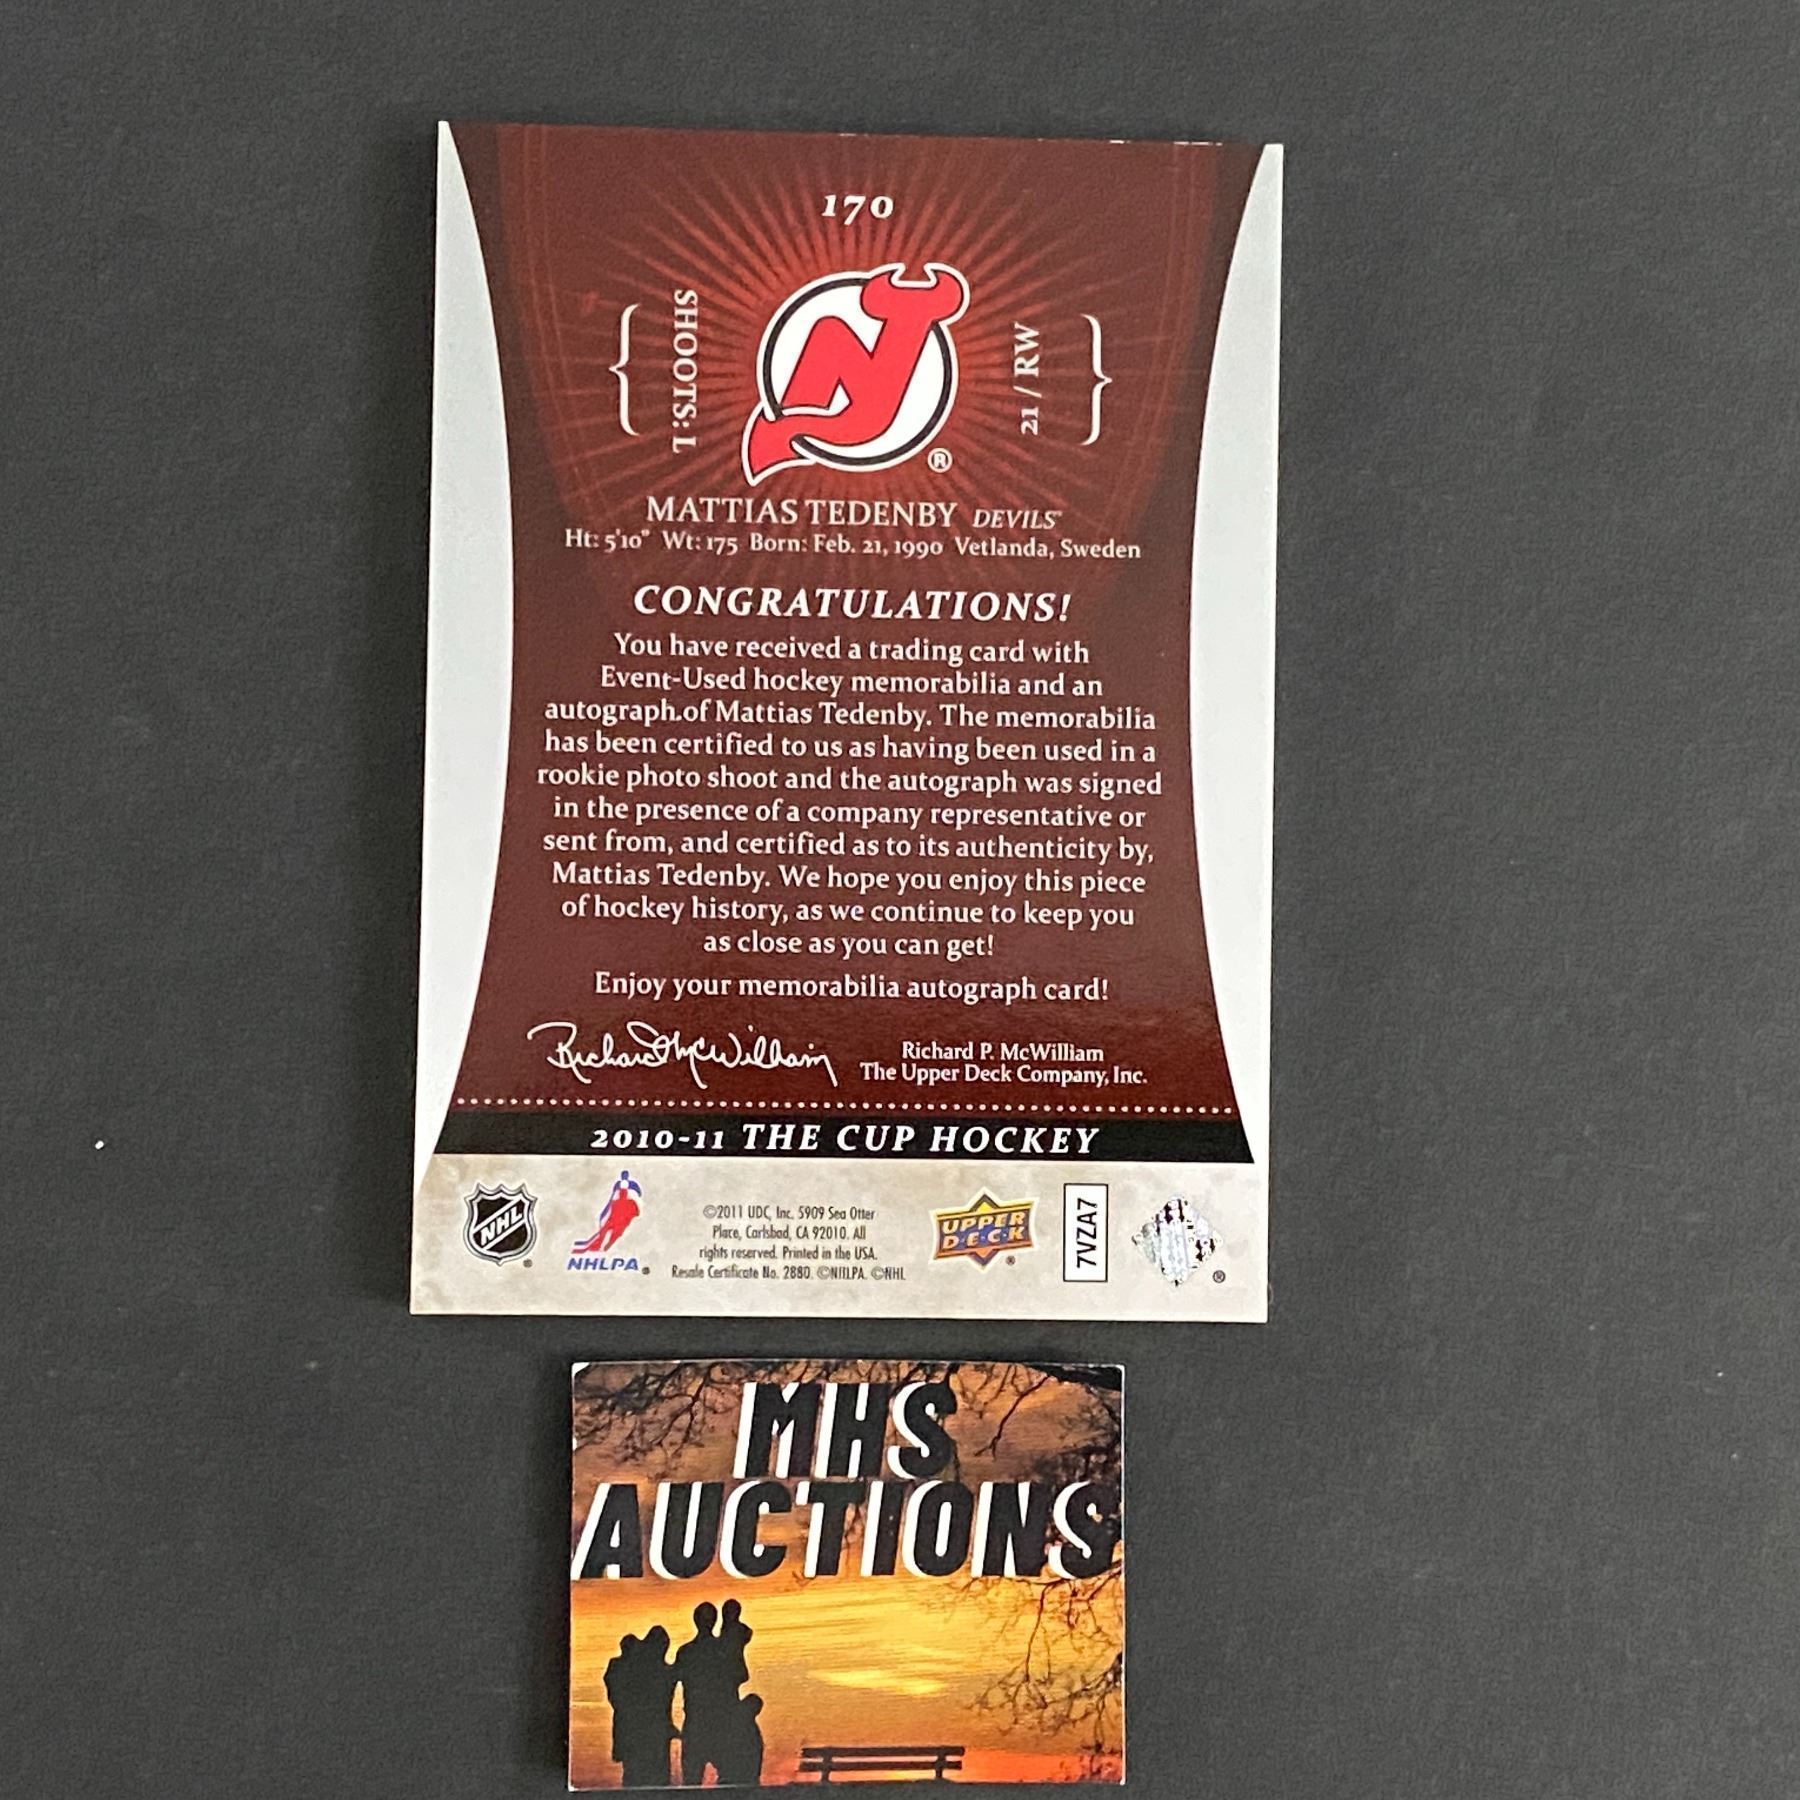 170
SHOOTS: L
21 / RW
®
MATTIAS TEDENBY DEVILS™
Ht: 5'10" Wt: 175 Born: Feb. 21, 1990 Vetlanda, Sweden
CONGRATULATIONS!
You have received a trading card with
Event-Used hockey memorabilia and an
autograph.of Mattias Tedenby. The memorabilia
has been certified to us as having been used in a
rookie photo shoot and the autograph was signed
in the presence of a company representative or
sent from, and certified as to its authenticity by,
Mattias Tedenby. We hope you enjoy this piece
of hockey history, as we continue to keep you
as close as you can get!
Enjoy your memorabilia autograph card!
Richard McWilliam
Richard P. McWilliam
The Upper Deck Company, Inc.
2010-11 THE CUP HOCKEY
NHL ®
NHLPA ®
©2011 UDC, Inc. 5909 Sea Otter
Place, Carlsbad, CA 92010. All
rights reserved. Printed in the USA.
Resale Certificate No. 2880. ©NHLPA. ©NHL
UPPER
DECK ®
7VZA7
®
MHS
AUCTIONS